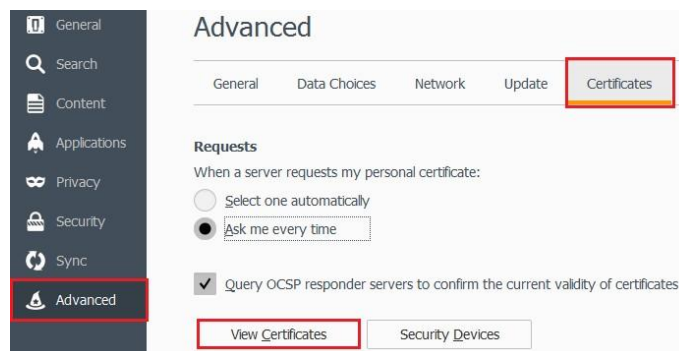 General
Search
Content
Applications
Privacy
Security
Sync
Advanced
Advanced
General Data Choices Network Update Certificates
Requests
When a server requests my personal certificate:
Select one automatically
Ask me every time
Query OCSP responder servers to confirm the current validity of certificates
View Certificates Security Devices